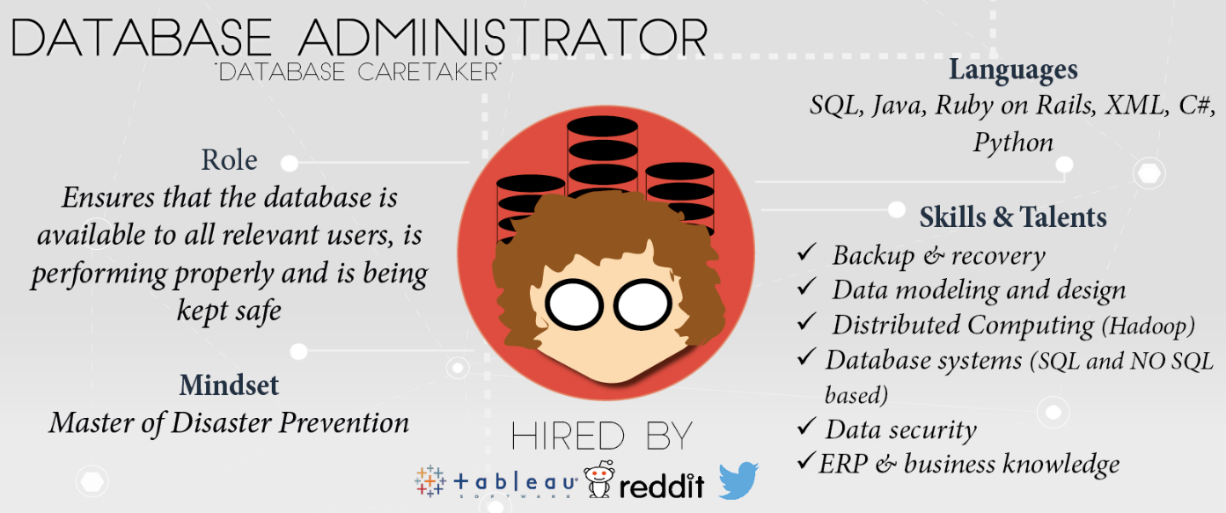 DATABASE ADMINISTRATOR
"DATABASE CARETAKER"
Role
Ensures that the database is
available to all relevant users, is
performing properly and is being
kept safe
Mindset
Master of Disaster Prevention
Languages
SQL, Java, Ruby on Rails, XML, C#,
Python
Skills & Talents
✓ Backup & recovery
✓ Data modeling and design
✓ Distributed Computing (Hadoop)
✓ Database systems (SQL and NO SQL
based)
✓ Data security
✓ ERP & business knowledge
HIRED BY
tableau
SOFTWARE
reddit